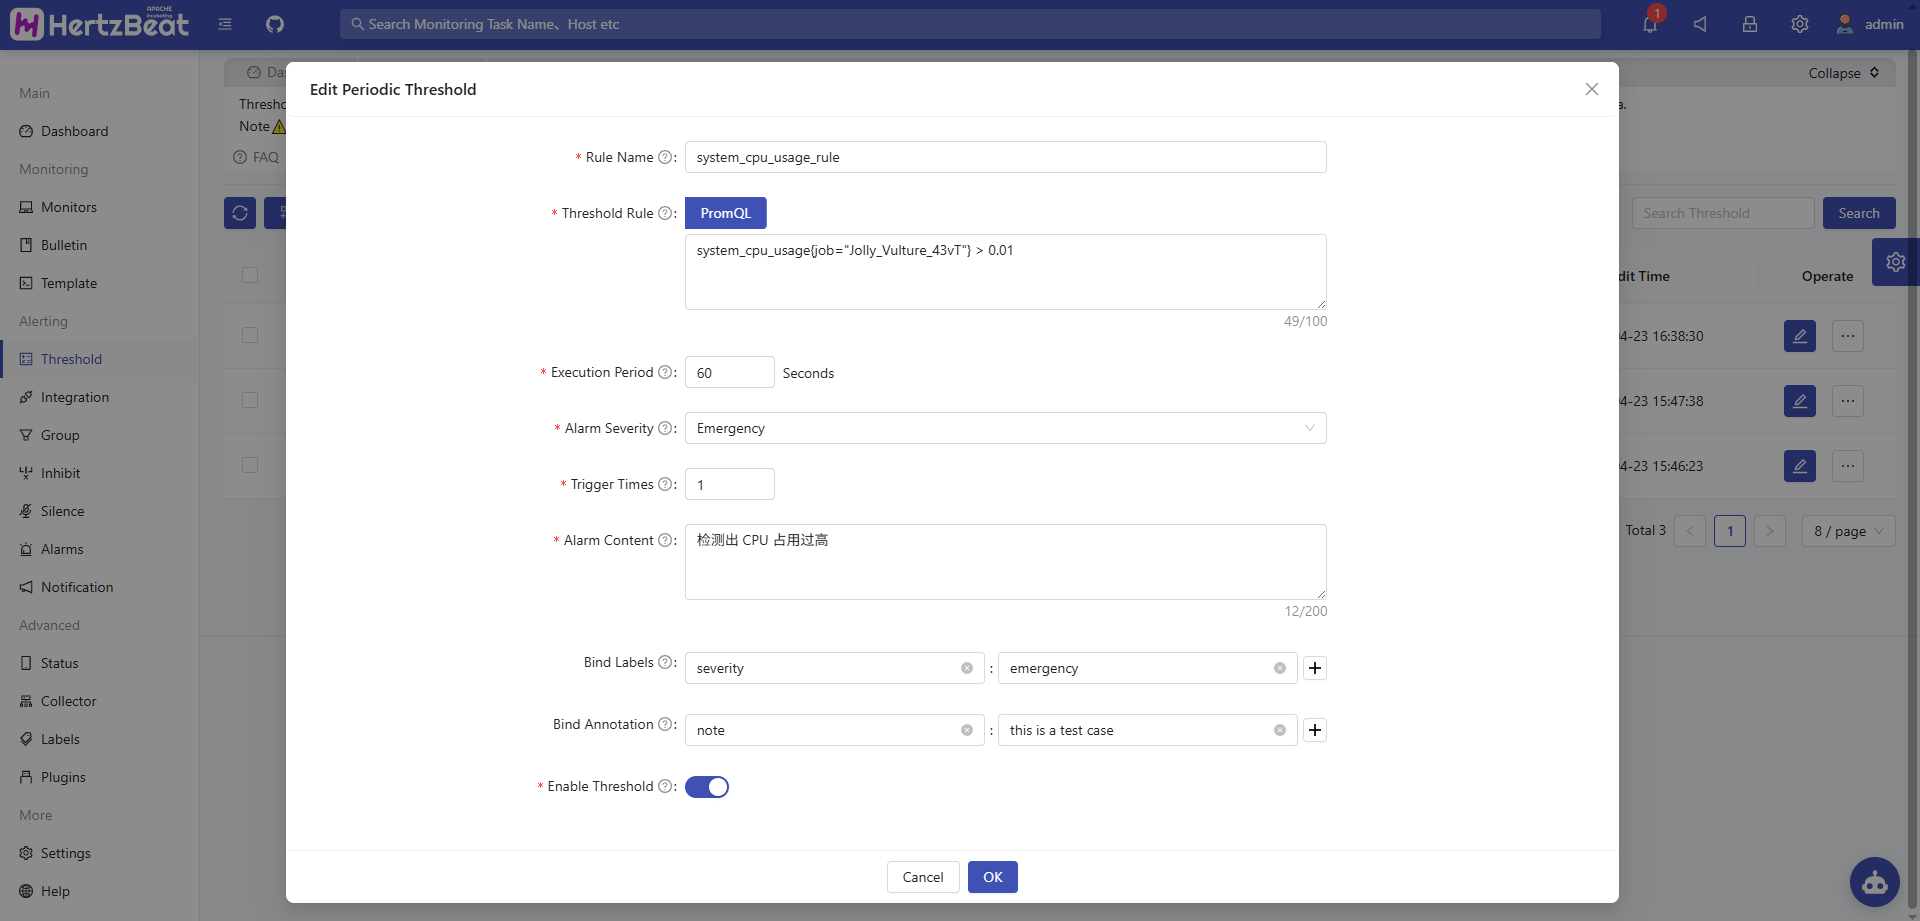 APACHE
incubating
HertzBeat
Search Monitoring Task Name、Host etc
1
admin
Main
Dashboard
Monitoring
Monitors
Bulletin
Template
Alerting
Threshold
Integration
Group
Inhibit
Silence
Alarms
Notification
Advanced
Status
Collector
Labels
Plugins
More
Settings
Help
Collapse
Note
FAQ
Search Threshold
Search
Operate
4-23 16:38:30
4-23 15:47:38
4-23 15:46:23
Total 3
1
8 / page
Edit Periodic Threshold
* Rule Name : system_cpu_usage_rule
* Threshold Rule : PromQL
system_cpu_usage{job="Jolly_Vulture_43vT"} > 0.01
49/100
* Execution Period : 60 Seconds
* Alarm Severity : Emergency
* Trigger Times : 1
* Alarm Content : 检测出 CPU 占用过高
12/200
Bind Labels : severity : emergency
Bind Annotation : note : this is a test case
* Enable Threshold :
Cancel
OK